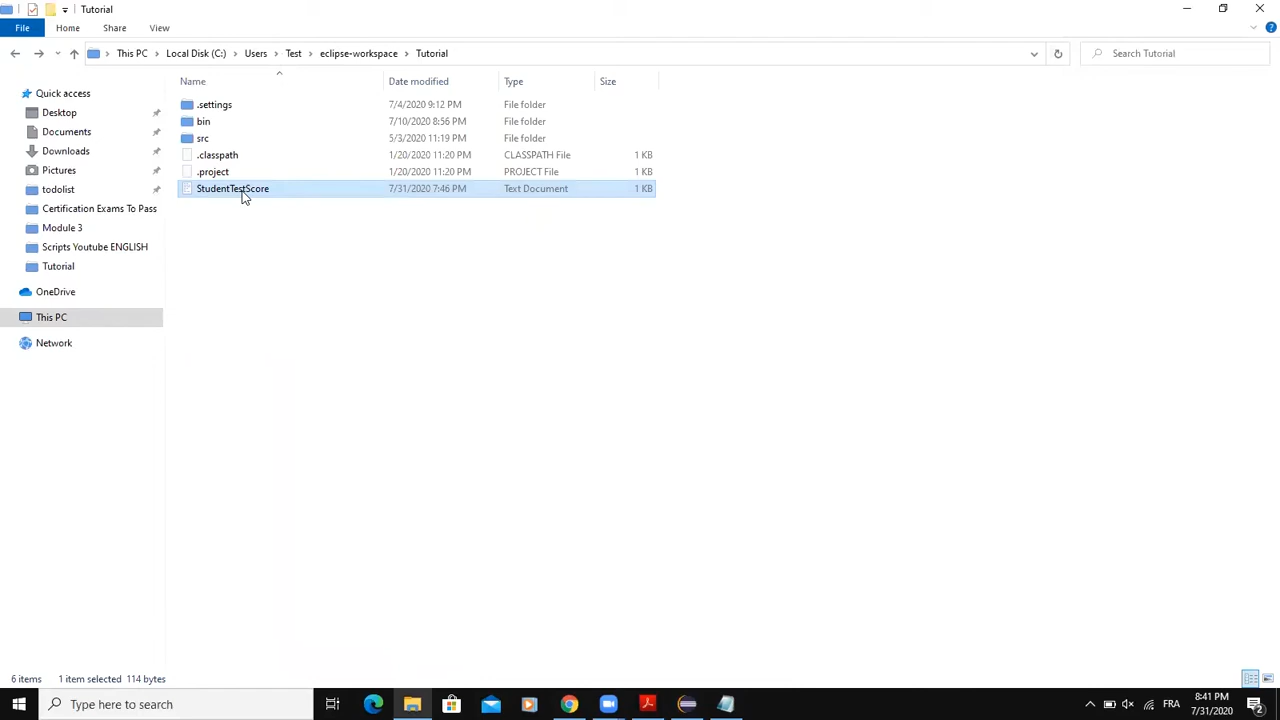 Tutorial
File Home Share View
This PC Local Disk (C:) Users Test eclipse-workspace Tutorial Search Tutorial
Name Date modified Type Size
Quick access
Desktop
Documents
Downloads
Pictures
todolist
Certification Exams To Pass
Module 3
Scripts Youtube ENGLISH
Tutorial
OneDrive
This PC
Network
.settings 7/4/2020 9:12 PM File folder
bin 7/10/2020 8:56 PM File folder
src 5/3/2020 11:19 PM File folder
.classpath 1/20/2020 11:20 PM CLASSPATH File 1 KB
.project 1/20/2020 11:20 PM PROJECT File 1 KB
StudentTestScore 7/31/2020 7:46 PM Text Document 1 KB
6 items 1 item selected 114 bytes
Type here to search
FRA
8:41 PM
7/31/2020
2